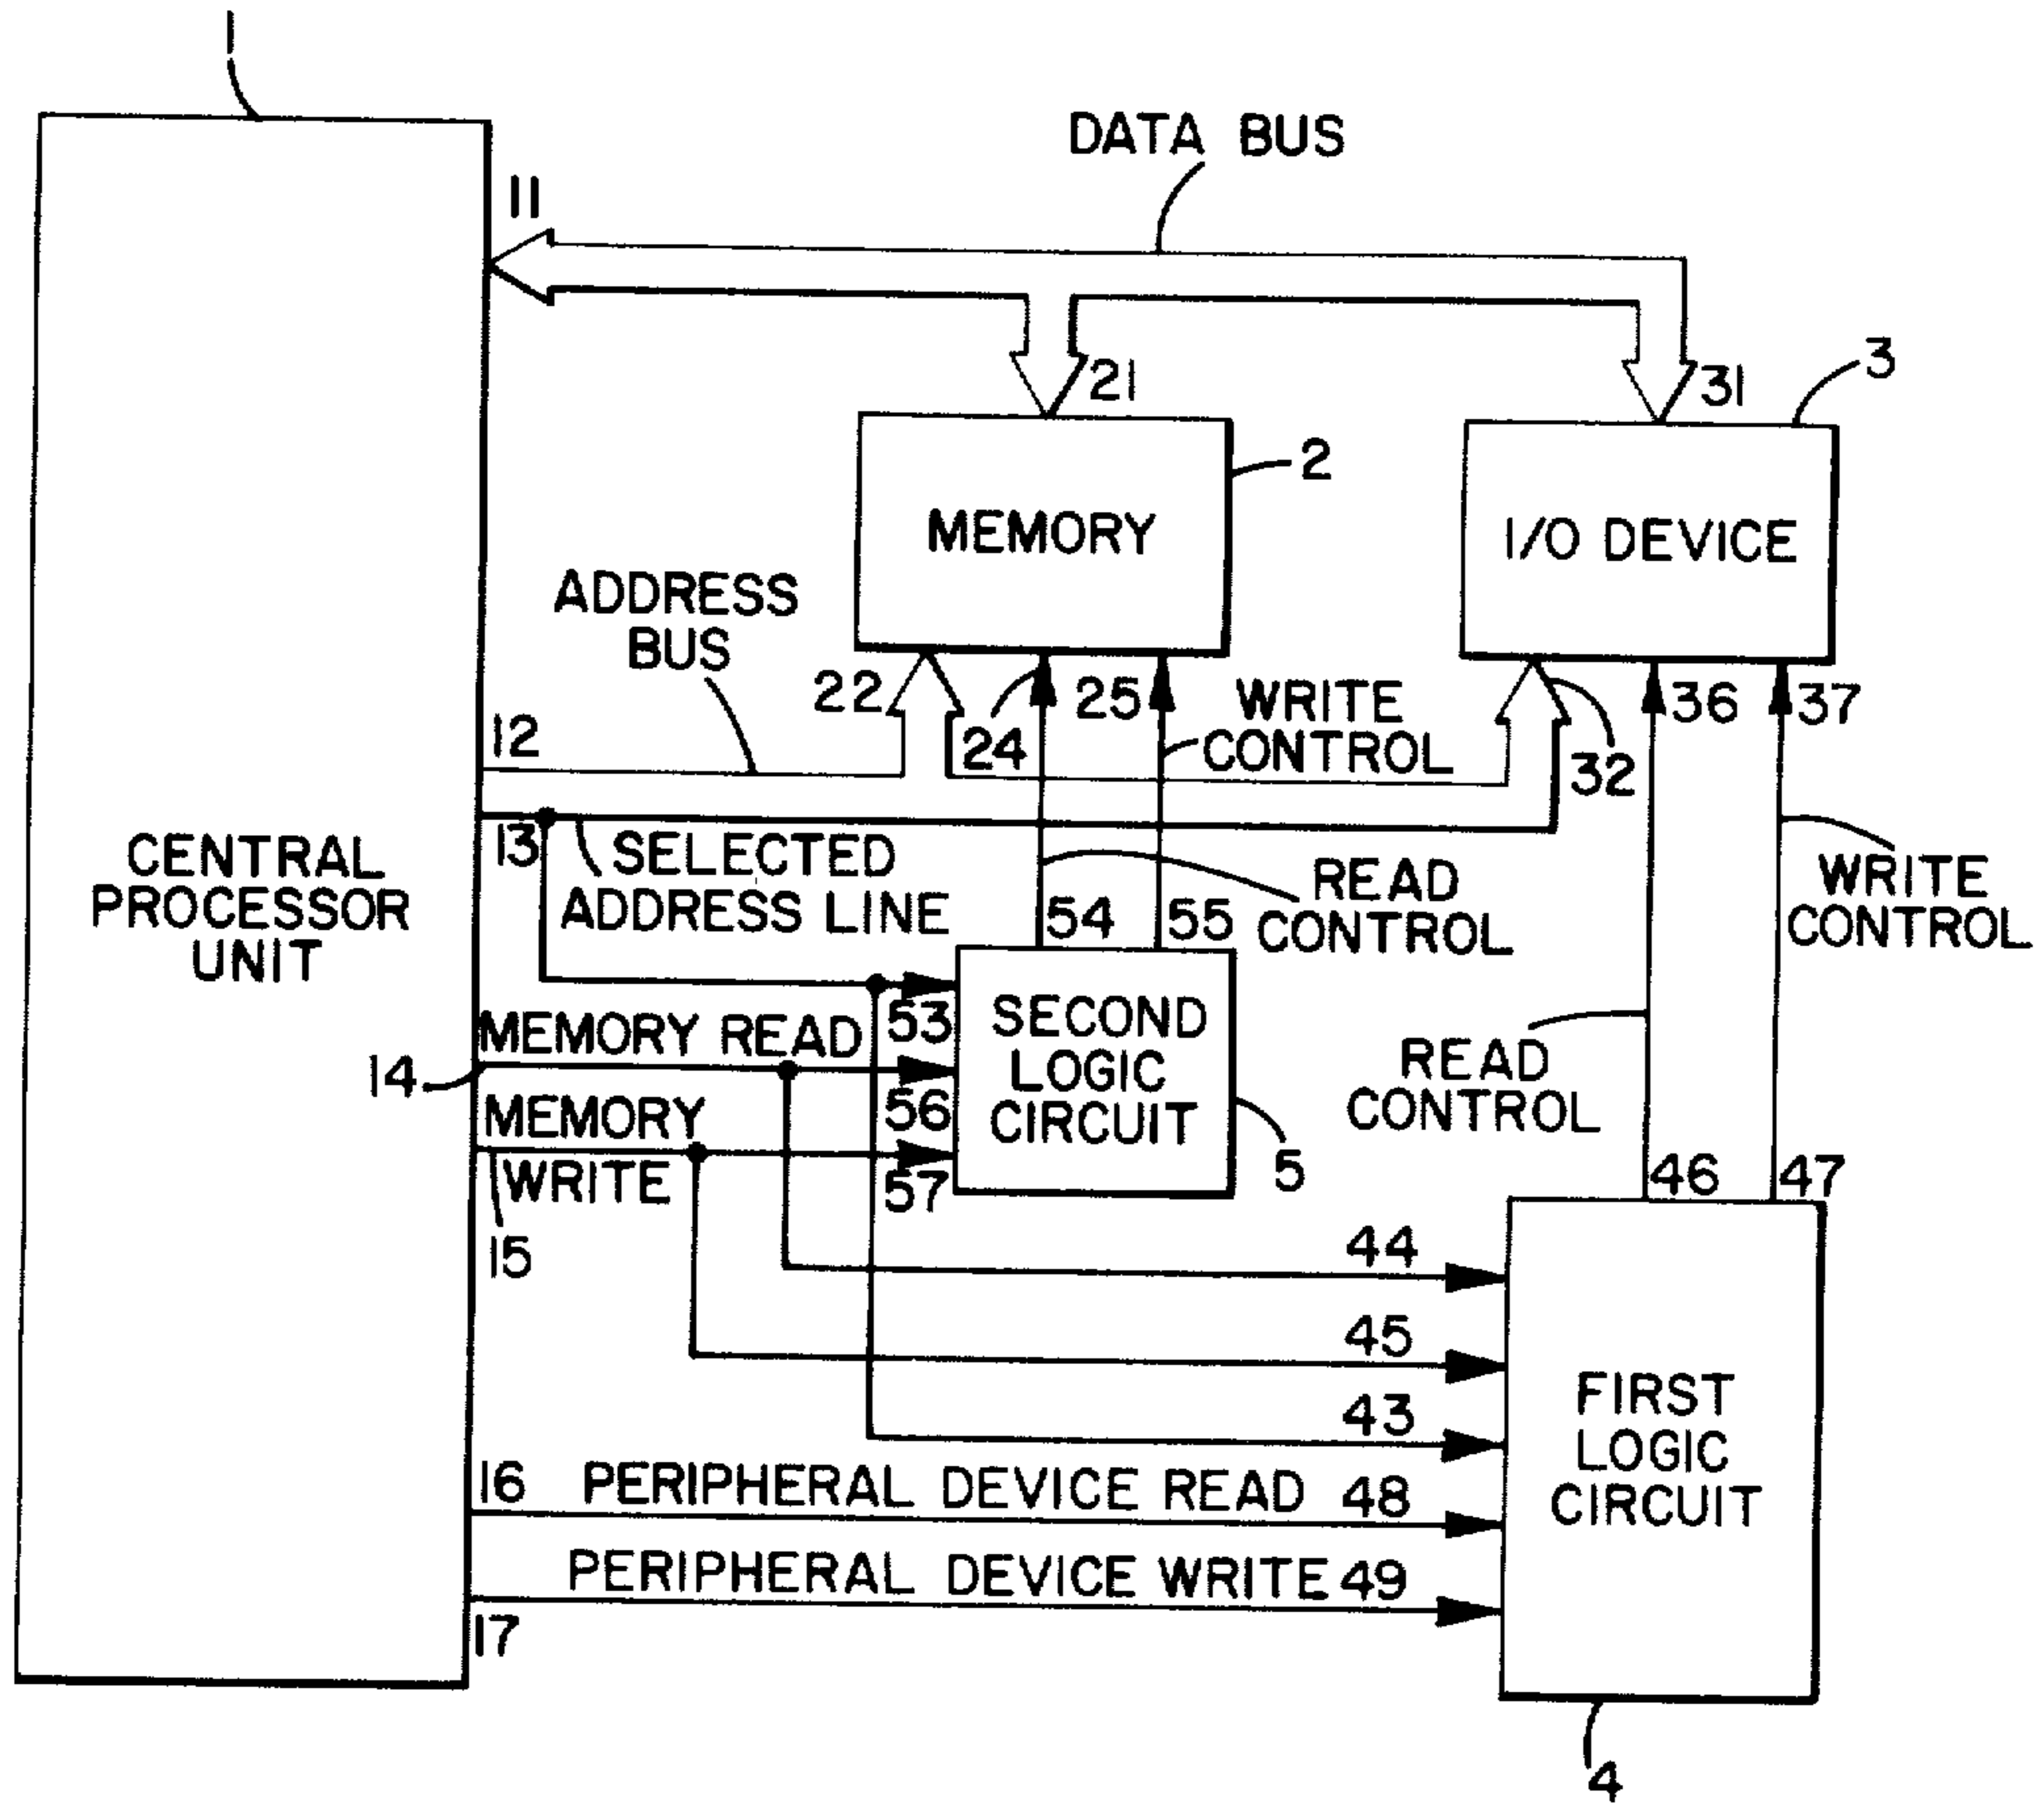 1
DATA BUS
11
21
31
3
2
MEMORY
I/O DEVICE
ADDRESS
BUS
22
24
25
WRITE
CONTROL
32
36
37
12
13
SELECTED
ADDRESS LINE
CENTRAL
PROCESSOR
UNIT
READ
CONTROL
WRITE
CONTROL
54
55
53
SECOND
LOGIC
CIRCUIT
MEMORY READ
14
56
READ
CONTROL
MEMORY
WRITE
57
5
15
46
47
44
45
43
FIRST
LOGIC
CIRCUIT
16
PERIPHERAL DEVICE READ
48
PERIPHERAL DEVICE WRITE
49
17
4